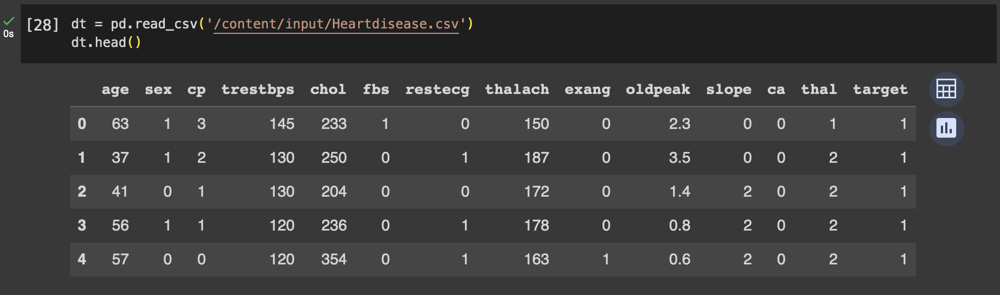 [28] dt = pd.read_csv('/content/input/Heartdisease.csv')
0s
dt.head()
age sex cp trestbps chol fbs restecg thalach exang oldpeak slope ca thal target
0 63 1 3 145 233 1 0 150 0 2.3 0 0 1 1
1 37 1 2 130 250 0 1 187 0 3.5 0 0 2 1
2 41 0 1 130 204 0 0 172 0 1.4 2 0 2 1
3 56 1 1 120 236 0 1 178 0 0.8 2 0 2 1
4 57 0 0 120 354 0 1 163 1 0.6 2 0 2 1